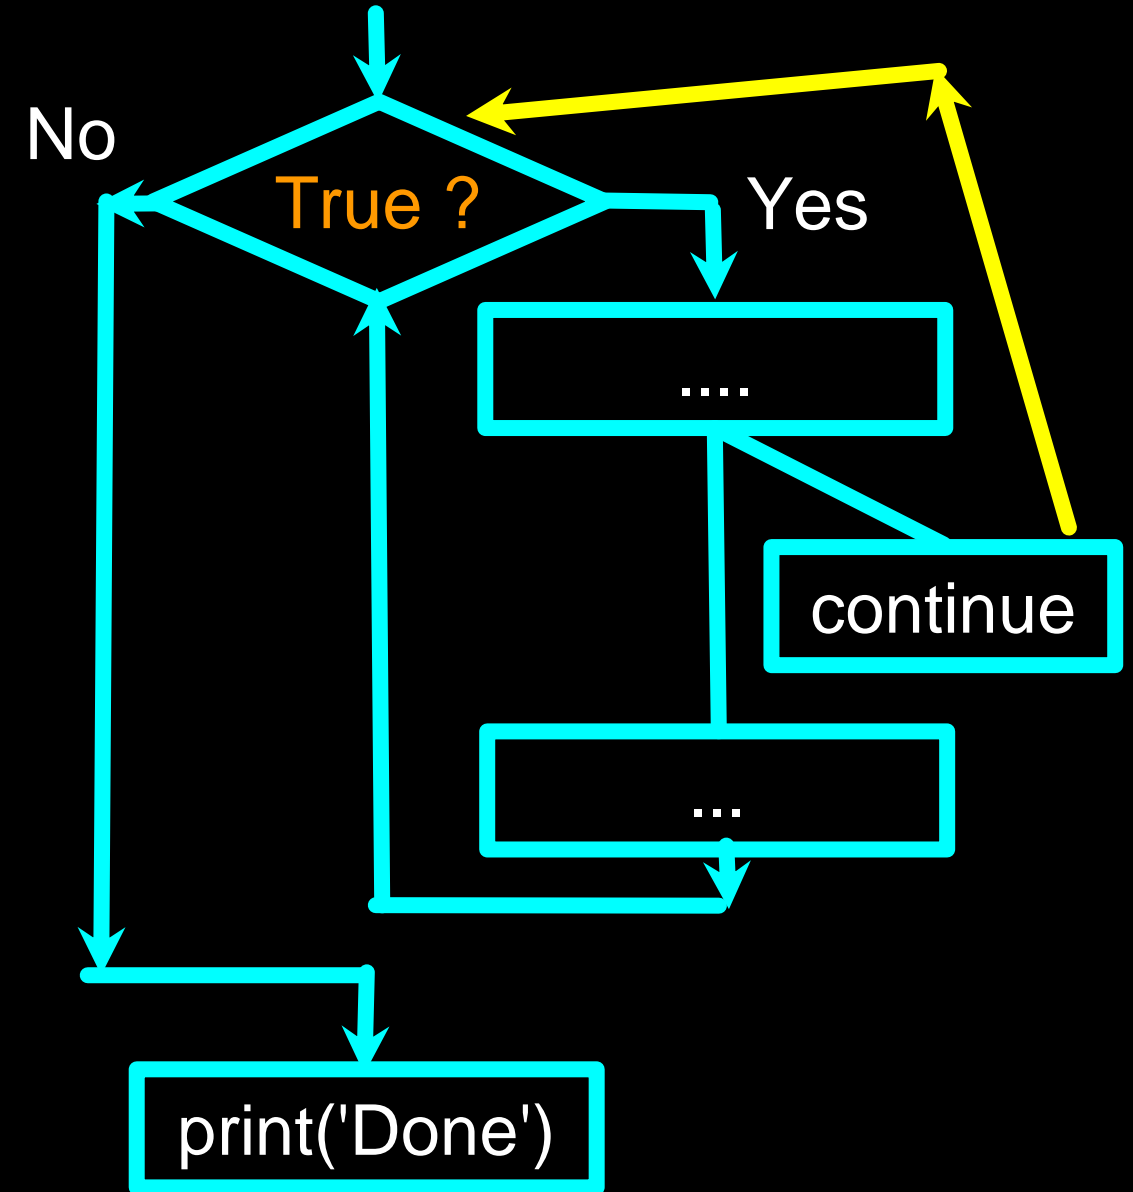 No
True ?
Yes
....
continue
...
print('Done')